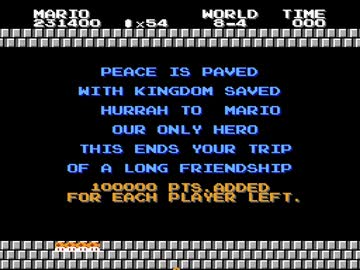 MARIO WORLD TIME
231400 $×54 8-4 000
PEACE IS PAVED
WITH KINGDOM SAVED
HURRAH TO MARIO
OUR ONLY HERO
THIS ENDS YOUR TRIP
OF A LONG FRIENDSHIP
100000 PTS.ADDED
FOR EACH PLAYER LEFT.